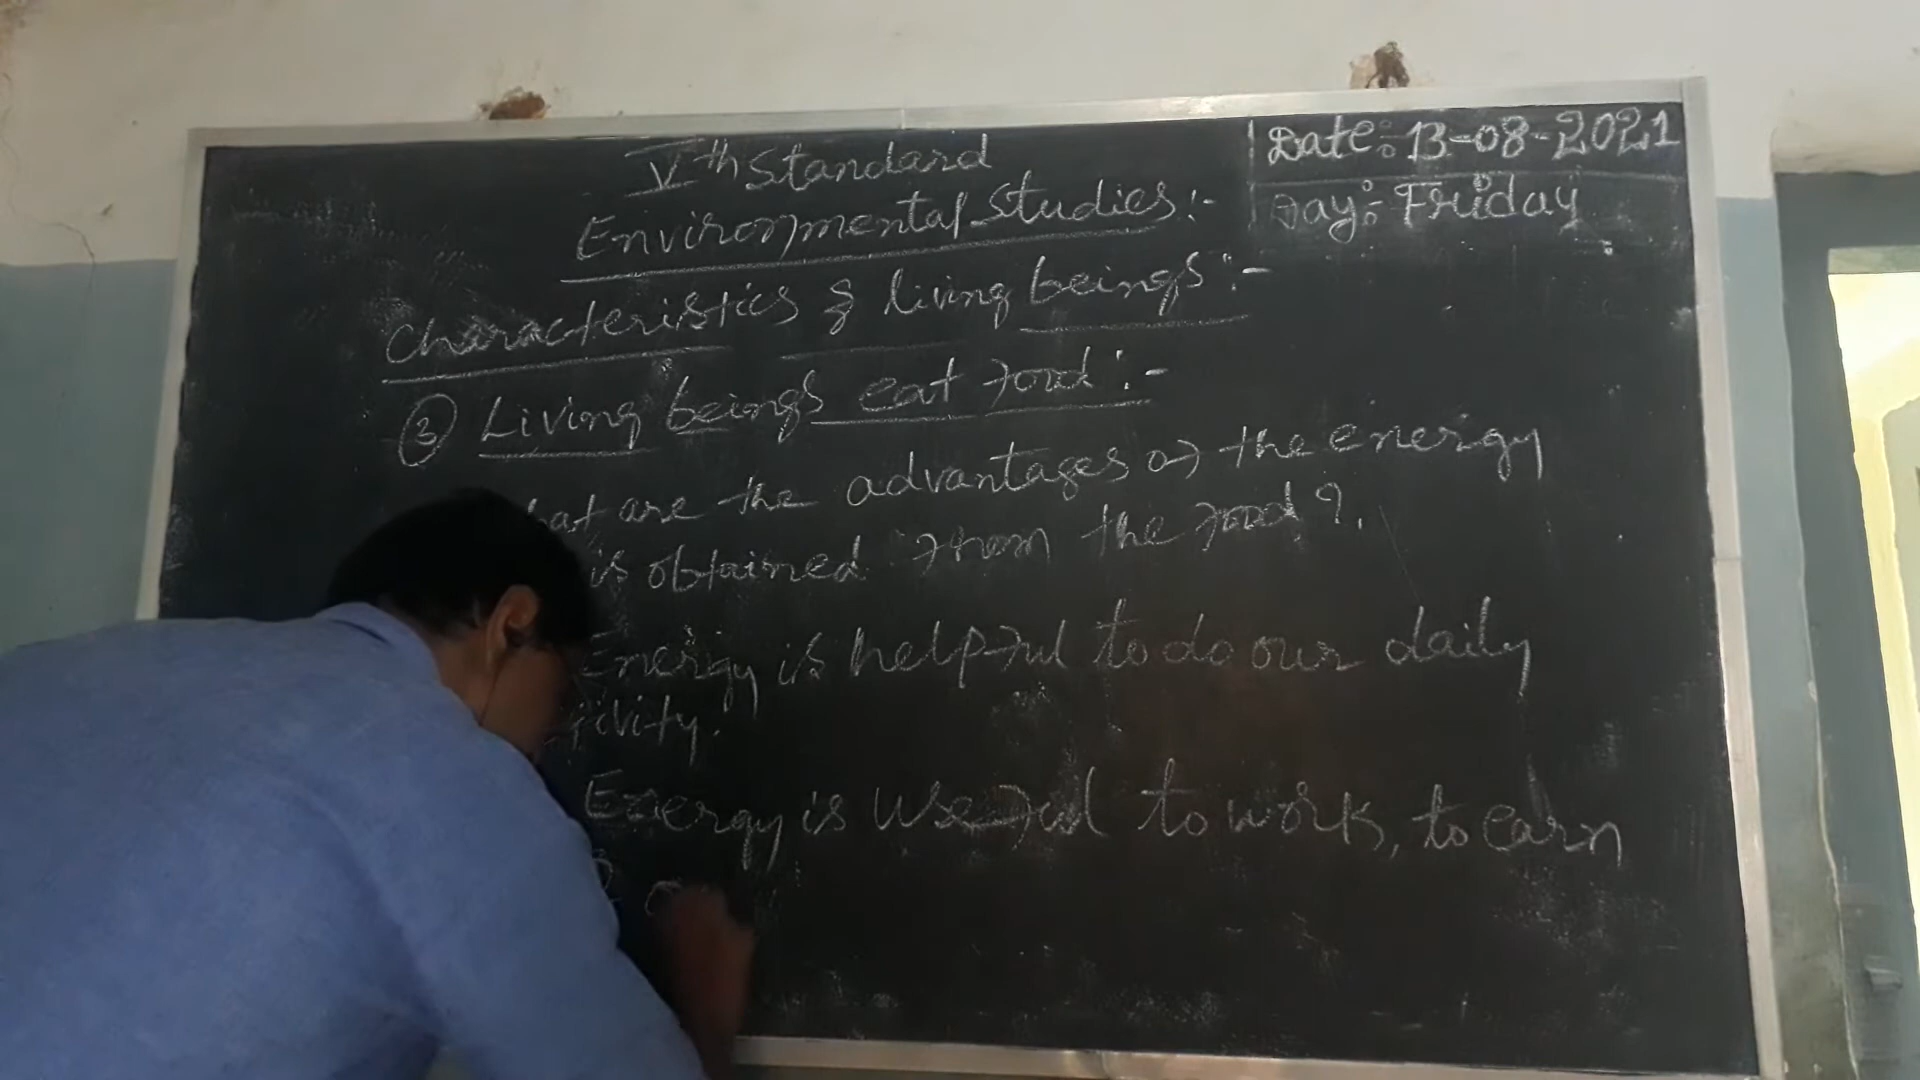 Vth Standard
Date:- 13-08-2021
Environmental Studies:-
Day:- Friday
Characteristics of living beings:-
③ Living beings eat food:-
hat are the advantages of the energy
is obtained from the food?.
Energy is helpful to do our daily
tivity.
Energy is useful to work, to earn